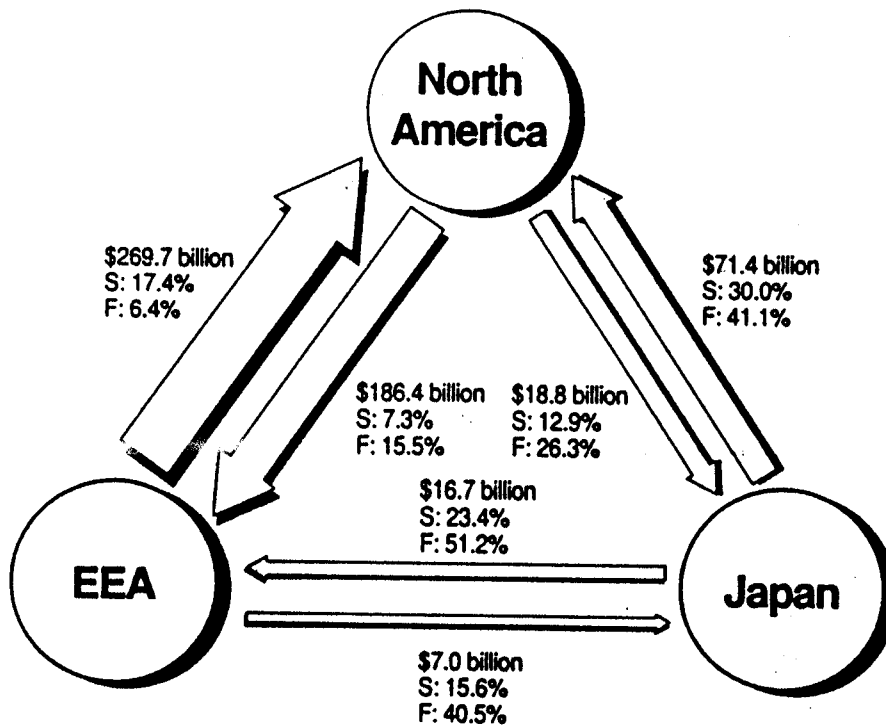 North
America
$269.7 billion
S: 17.4%
F: 6.4%
$71.4 billion
S: 30.0%
F: 41.1%
$186.4 billion
S: 7.3%
F: 15.5%
$18.8 billion
S: 12.9%
F: 26.3%
$16.7 billion
S: 23.4%
F: 51.2%
EEA
Japan
$7.0 billion
S: 15.6%
F: 40.5%